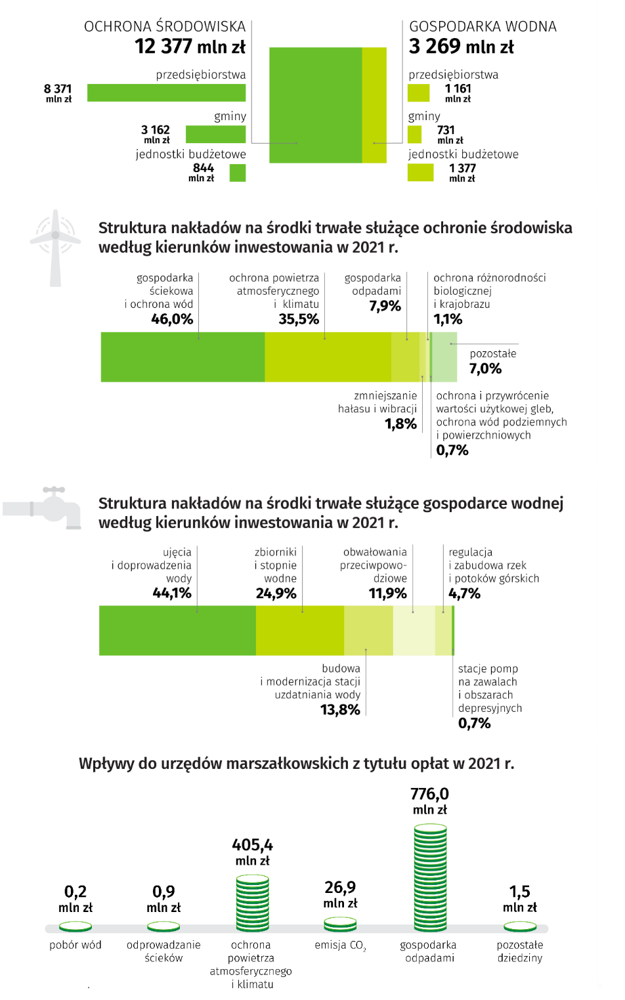 OCHRONA ŚRODOWISKA
12 377 mln zł
przedsiębiorstwa
8 371
mln zł
gminy
3 162
mln zł
jednostki budżetowe
844
mln zł
GOSPODARKA WODNA
3 269 mln zł
przedsiębiorstwa
1 161
mln zł
gminy
731
mln zł
jednostki budżetowe
1 377
mln zł
Struktura nakładów na środki trwałe służące ochronie środowiska
według kierunków inwestowania w 2021 r.
gospodarka
ściekowa
i ochrona wód
46,0%
ochrona powietrza
atmosferycznego
i klimatu
35,5%
gospodarka
odpadami
7,9%
ochrona różnorodności
biologicznej
i krajobrazu
1,1%
pozostałe
7,0%
zmniejszanie
hałasu i wibracji
1,8%
ochrona i przywrócenie
wartości użytkowej gleb,
ochrona wód podziemnych
i powierzchniowych
0,7%
Struktura nakładów na środki trwałe służące gospodarce wodnej
według kierunków inwestowania w 2021 r.
ujęcia
i doprowadzenia
wody
44,1%
zbiorniki
i stopnie
wodne
24,9%
obwałowania
przeciwpowo-
dziowe
11,9%
regulacja
i zabudowa rzek
i potoków górskich
4,7%
budowa
i modernizacja stacji
uzdatniania wody
13,8%
stacje pomp
na zawalach
i obszarach
depresyjnych
0,7%
Wpływy do urzędów marszałkowskich z tytułu opłat w 2021 r.
0,2
mln zł
pobór wód
0,9
mln zł
odprowadzanie
ścieków
405,4
mln zł
ochrona
powietrza
atmosferycznego
i klimatu
26,9
mln zł
emisja CO₂
776,0
mln zł
gospodarka
odpadami
1,5
mln zł
pozostałe
dziedziny